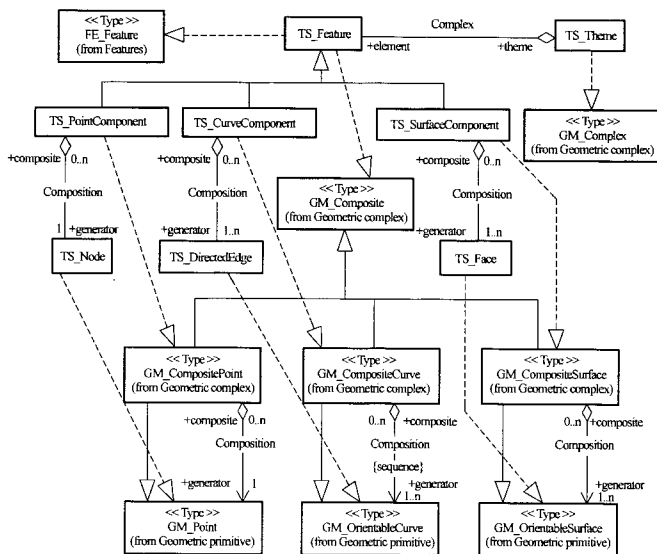 << Type >>
FE_Feature
(from Features)
TS_Feature
Complex
+element
+theme
TS_Theme
<< Type >>
GM_Complex
(from Geometric complex)
TS_PointComponent
TS_CurveComponent
TS_SurfaceComponent
+composite
0..n
+composite
0..n
+composite
0..n
Composition
Composition
Composition
<< Type >>
GM_Composite
(from Geometric complex)
1
+generator
+generator
1..n
+generator
1..n
TS_Node
TS_DirectedEdge
TS_Face
<< Type >>
GM_CompositePoint
(from Geometric complex)
<< Type >>
GM_CompositeCurve
(from Geometric complex)
<< Type >>
GM_CompositeSurface
(from Geometric complex)
+composite
0..n
0..n
+composite
0..n
+composite
Composition
Composition
{sequence}
Composition
+generator
1
+generator
1..n
+generator
1..n
<< Type >>
GM_Point
(from Geometric primitive)
<< Type >>
GM_OrientableCurve
(from Geometric primitive)
<< Type >>
GM_OrientableSurface
(from Geometric primitive)